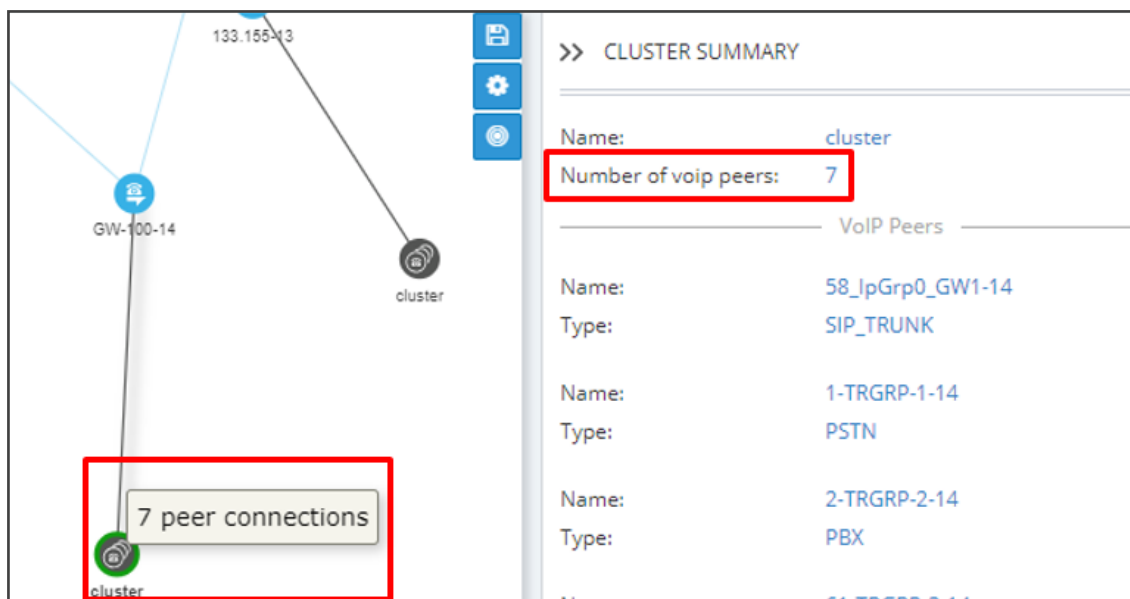 133.155-13
GW-100-14
cluster
7 peer connections
cluster
CLUSTER SUMMARY
Name: cluster
Number of voip peers: 7
VoIP Peers
Name: 58_IpGrp0_GW1-14
Type: SIP_TRUNK
Name: 1-TRGRP-1-14
Type: PSTN
Name: 2-TRGRP-2-14
Type: PBX